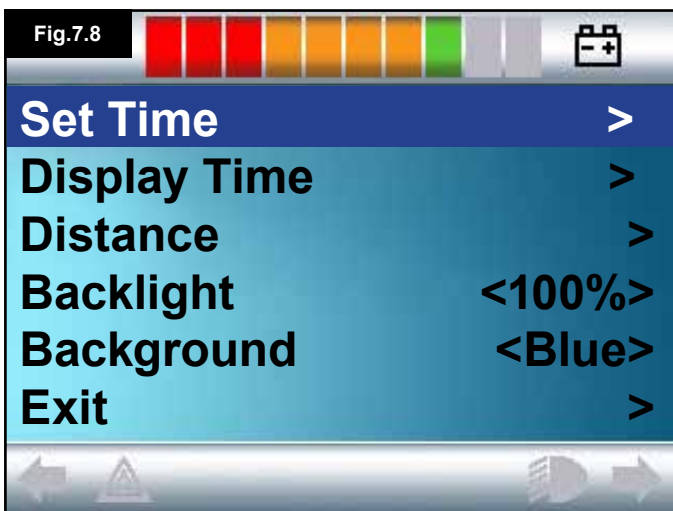 Fig.7.8
Set Time >
Display Time >
Distance >
Backlight <100%>
Background <Blue>
Exit >